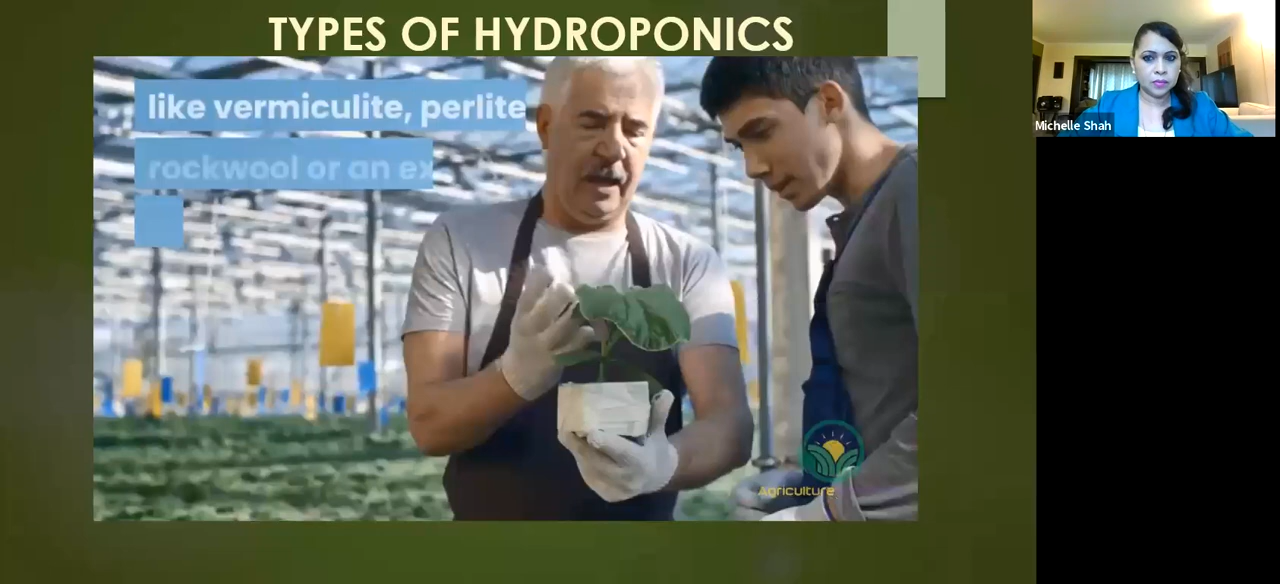 TYPES OF HYDROPONICS
like vermiculite, perlite
rockwool or an ex
Agriculture
Michelle Shah